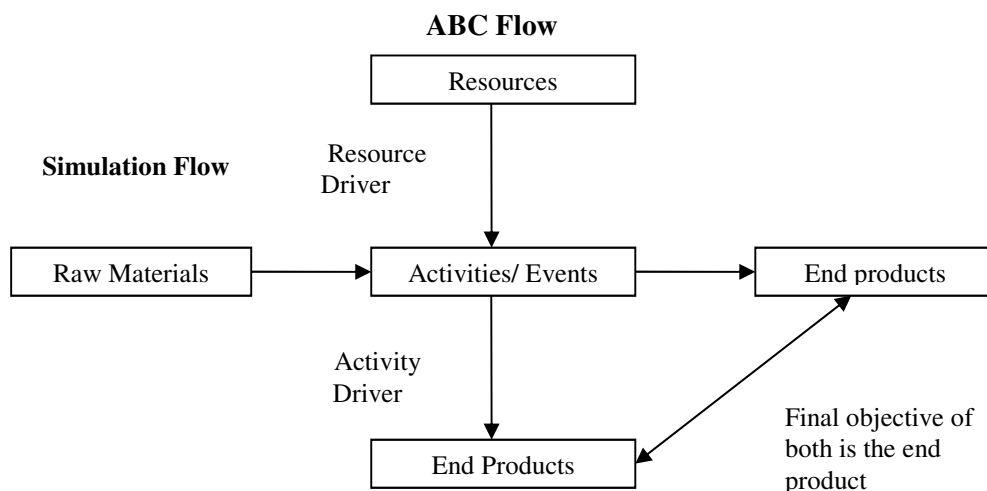 ABC Flow
Resources
Resource
Driver
Simulation Flow
Raw Materials
Activities/ Events
End products
Activity
Driver
End Products
Final objective of
both is the end
product